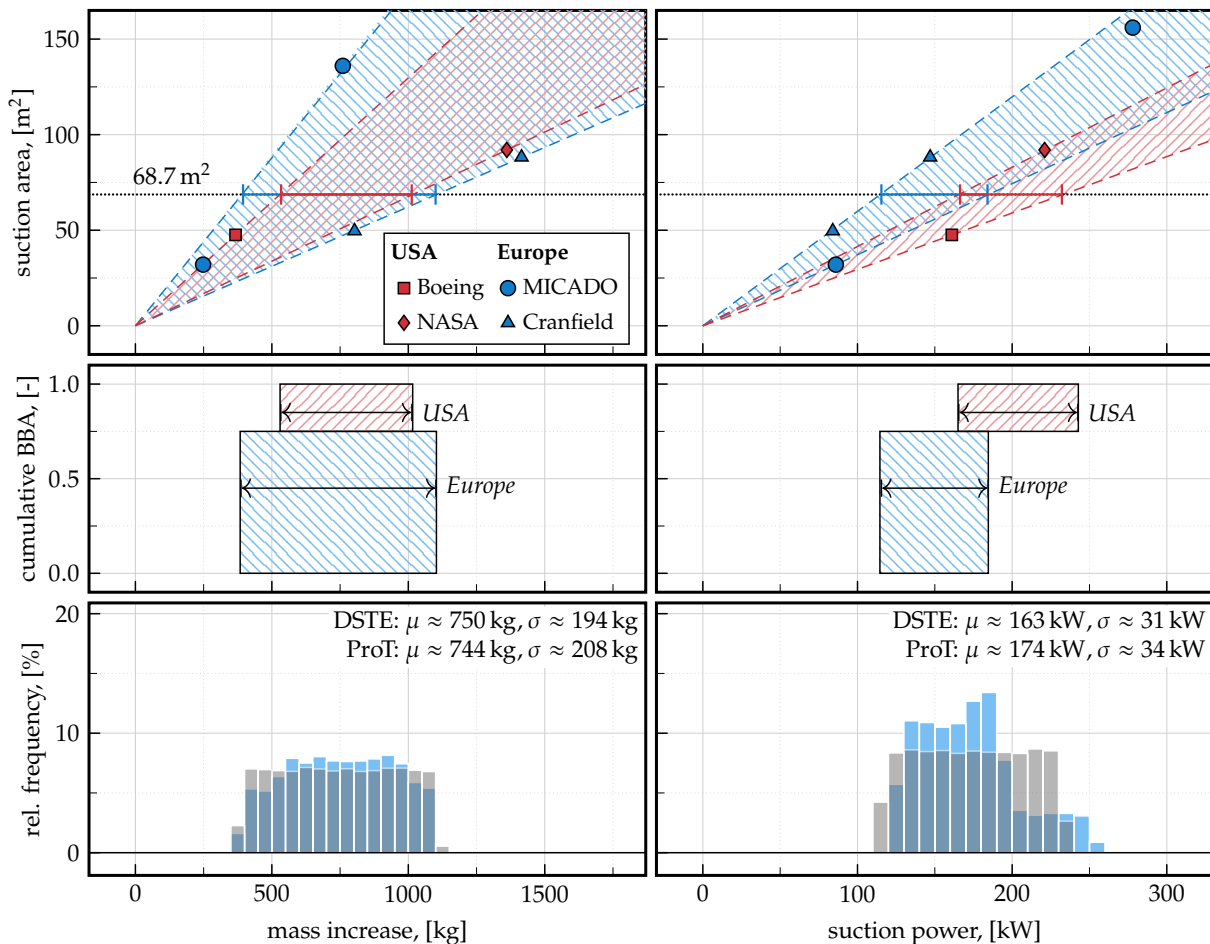 150
100
50
0
suction area, [m²]
68.7 m²
USA Europe
Boeing MICADO
NASA Cranfield
1.0
0.5
0.0
cumulative BBA, [-]
USA
Europe
USA
Europe
20
10
0
rel. frequency, [%]
DSTE: μ ≈ 750 kg, σ ≈ 194 kg
ProT: μ ≈ 744 kg, σ ≈ 208 kg
DSTE: μ ≈ 163 kW, σ ≈ 31 kW
ProT: μ ≈ 174 kW, σ ≈ 34 kW
0 500 1000 1500
mass increase, [kg]
0 100 200 300
suction power, [kW]